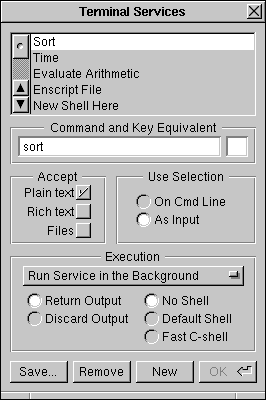 Terminal Services
Sort
Time
Evaluate Arithmetic
Enscript File
New Shell Here
Command and Key Equivalent
sort
Accept
Plain text
Rich text
Files
Use Selection
On Cmd Line
As Input
Execution
Run Service in the Background
Return Output
No Shell
Discard Output
Default Shell
Fast C-shell
Save... Remove New OK